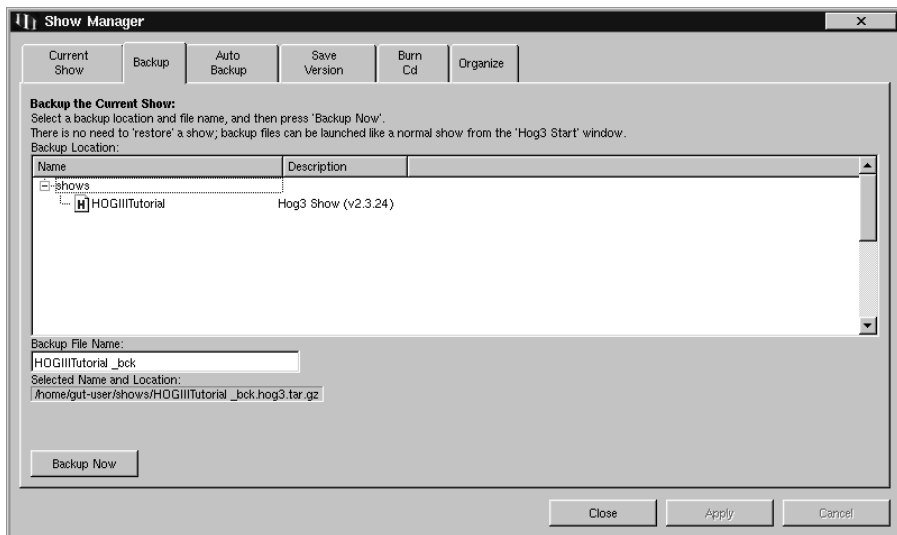 Show Manager
x
Current
Show
Backup
Auto
Backup
Save
Version
Burn
Cd
Organize
Backup the Current Show:
Select a backup location and file name, and then press 'Backup Now'.
There is no need to 'restore' a show; backup files can be launched like a normal show from the 'Hog3 Start' window.
Backup Location:
Name Description
shows
H HOGIIITutorial Hog3 Show (v2.3.24)
Backup File Name:
HOGIIITutorial _bck
Selected Name and Location:
/home/gut-user/shows/HOGIIITutorial _bck.hog3.tar.gz
Backup Now
Close Apply Cancel